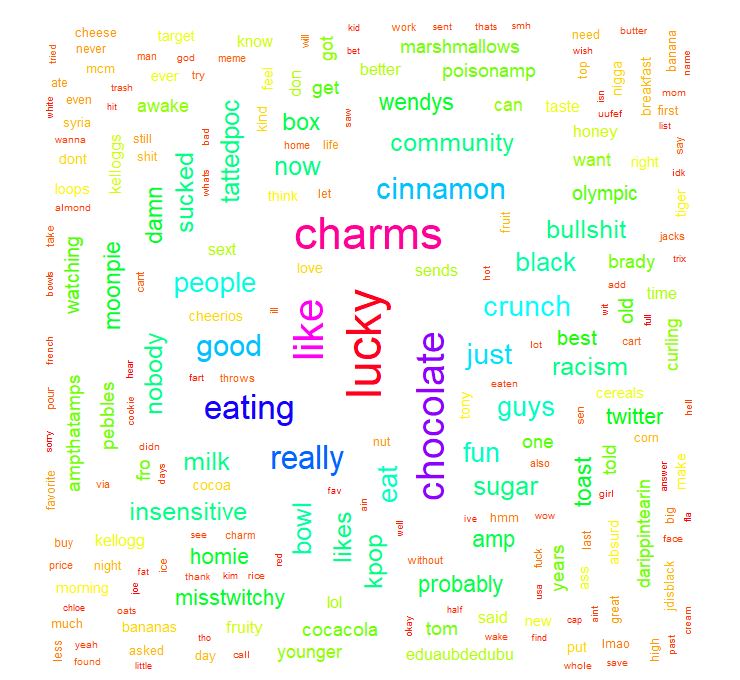 kid
work
sent
thats
smh
butter
cheese
target
know
will
got
bet
marshmallows
need
wish
tried
never
man
god
meme
better
poisonamp
top
nigga
banana
name
mcm
ever
try
feel
don
get
isn
breakfast
mom
ate
even
trash
white
hit
awake
kind
box
saw
wendys
can
taste
uufef
first
list
syria
wanna
still
bad
tattedpoc
home
life
community
honey
say
dont
kelloggs
shit
sucked
whats
now
want
right
idk
loops
damn
think
let
cinnamon
olympic
tiger
almond
take
watching
moonpie
sext
charms
fruit
bullshit
jacks
bowls
cant
people
love
sends
hot
black
brady
trix
add
time
cheerios
ill
like
lucky
crunch
wit
old
full
french
nobody
good
chocolate
just
lot
best
cart
curling
hear
fart
throws
eaten
racism
pour
ampthatamps
pebbles
cookie
eating
tony
guys
sen
cereals
twitter
hell
sorry
didn
nut
one
corn
fro
days
milk
really
fun
also
toast
told
answer
favorite
via
cocoa
fav
ain
eat
sugar
girl
make
insensitive
bowl
likes
kpop
well
ive
hmm
wow
big
fla
buy
kellogg
see
charm
amp
last
absurd
darippintearin
face
price
night
ice
homie
red
without
fuck
years
ass
morning
fat
thank
kim
rice
probably
usa
jdisblack
joe
misstwitchy
lol
half
chloe
oats
said
new
cap
aint
great
cream
much
bananas
tho
fruity
cocacola
okay
tom
wake
find
put
lmao
high
past
less
yeah
asked
day
call
younger
eduaubdedubu
found
little
whole
save